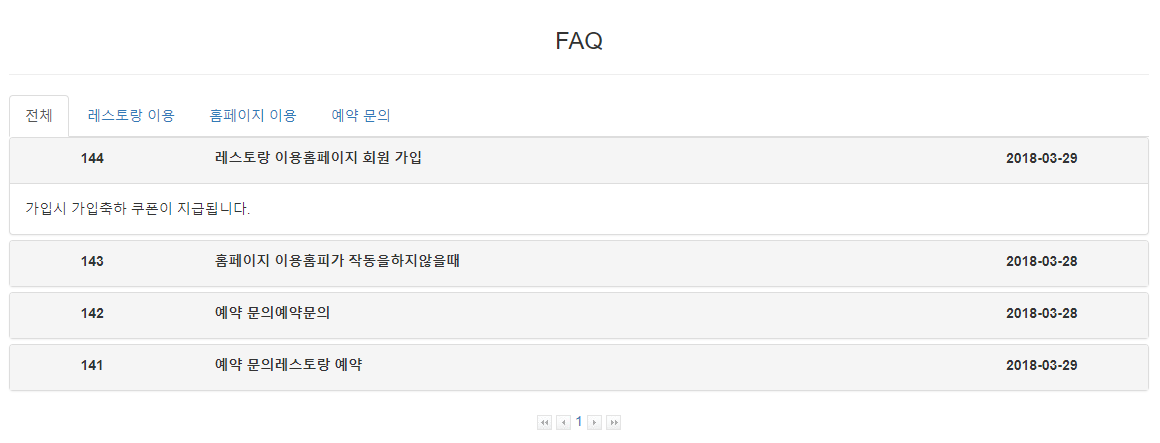 FAQ
전체 레스토랑 이용 홈페이지 이용 예약 문의
144 레스토랑 이용홈페이지 회원 가입 2018-03-29
가입시 가입축하 쿠폰이 지급됩니다.
143 홈페이지 이용홈피가 작동을하지않을때 2018-03-28
142 예약 문의예약문의 2018-03-28
141 예약 문의레스토랑 예약 2018-03-29
1